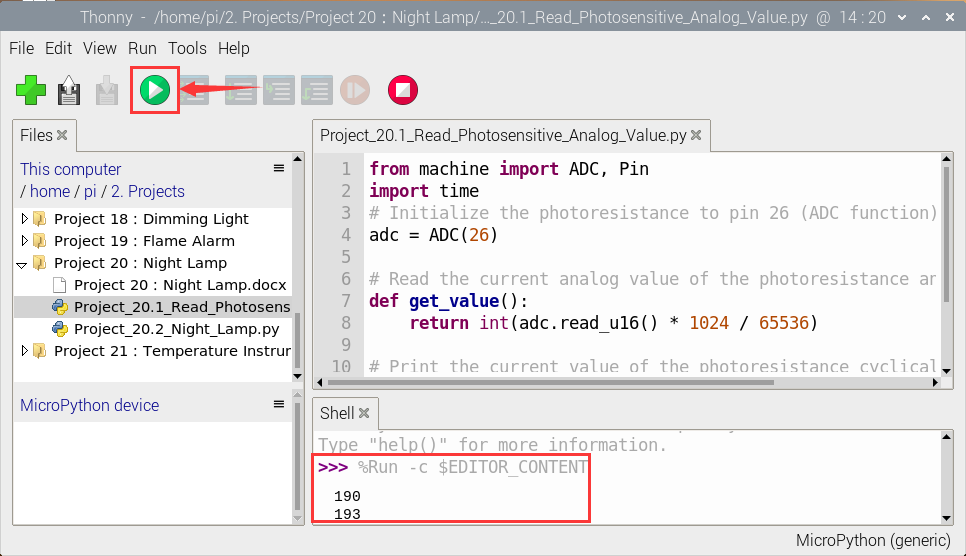 Thonny - /home/pi/2. Projects/Project 20 : Night Lamp/..._20.1_Read_Photosensitive_Analog_Value.py @ 14 : 20
File Edit View Run Tools Help
Files
This computer
/ home / pi / 2. Projects
Project 18 : Dimming Light
Project 19 : Flame Alarm
Project 20 : Night Lamp
Project 20 : Night Lamp.docx
Project_20.1_Read_Photosens
Project_20.2_Night_Lamp.py
Project 21 : Temperature Instrur
MicroPython device
Project_20.1_Read_Photosensitive_Analog_Value.py
1 from machine import ADC, Pin
2 import time
3 # Initialize the photoresistance to pin 26 (ADC function)
4 adc = ADC(26)
5
6 # Read the current analog value of the photoresistance an
7 def get_value():
8 return int(adc.read_u16() * 1024 / 65536)
9
10 # Print the current value of the photoresistance cyclical
Shell
Type "help()" for more information.
>>> %Run -c $EDITOR_CONTENT
190
193
MicroPython (generic)